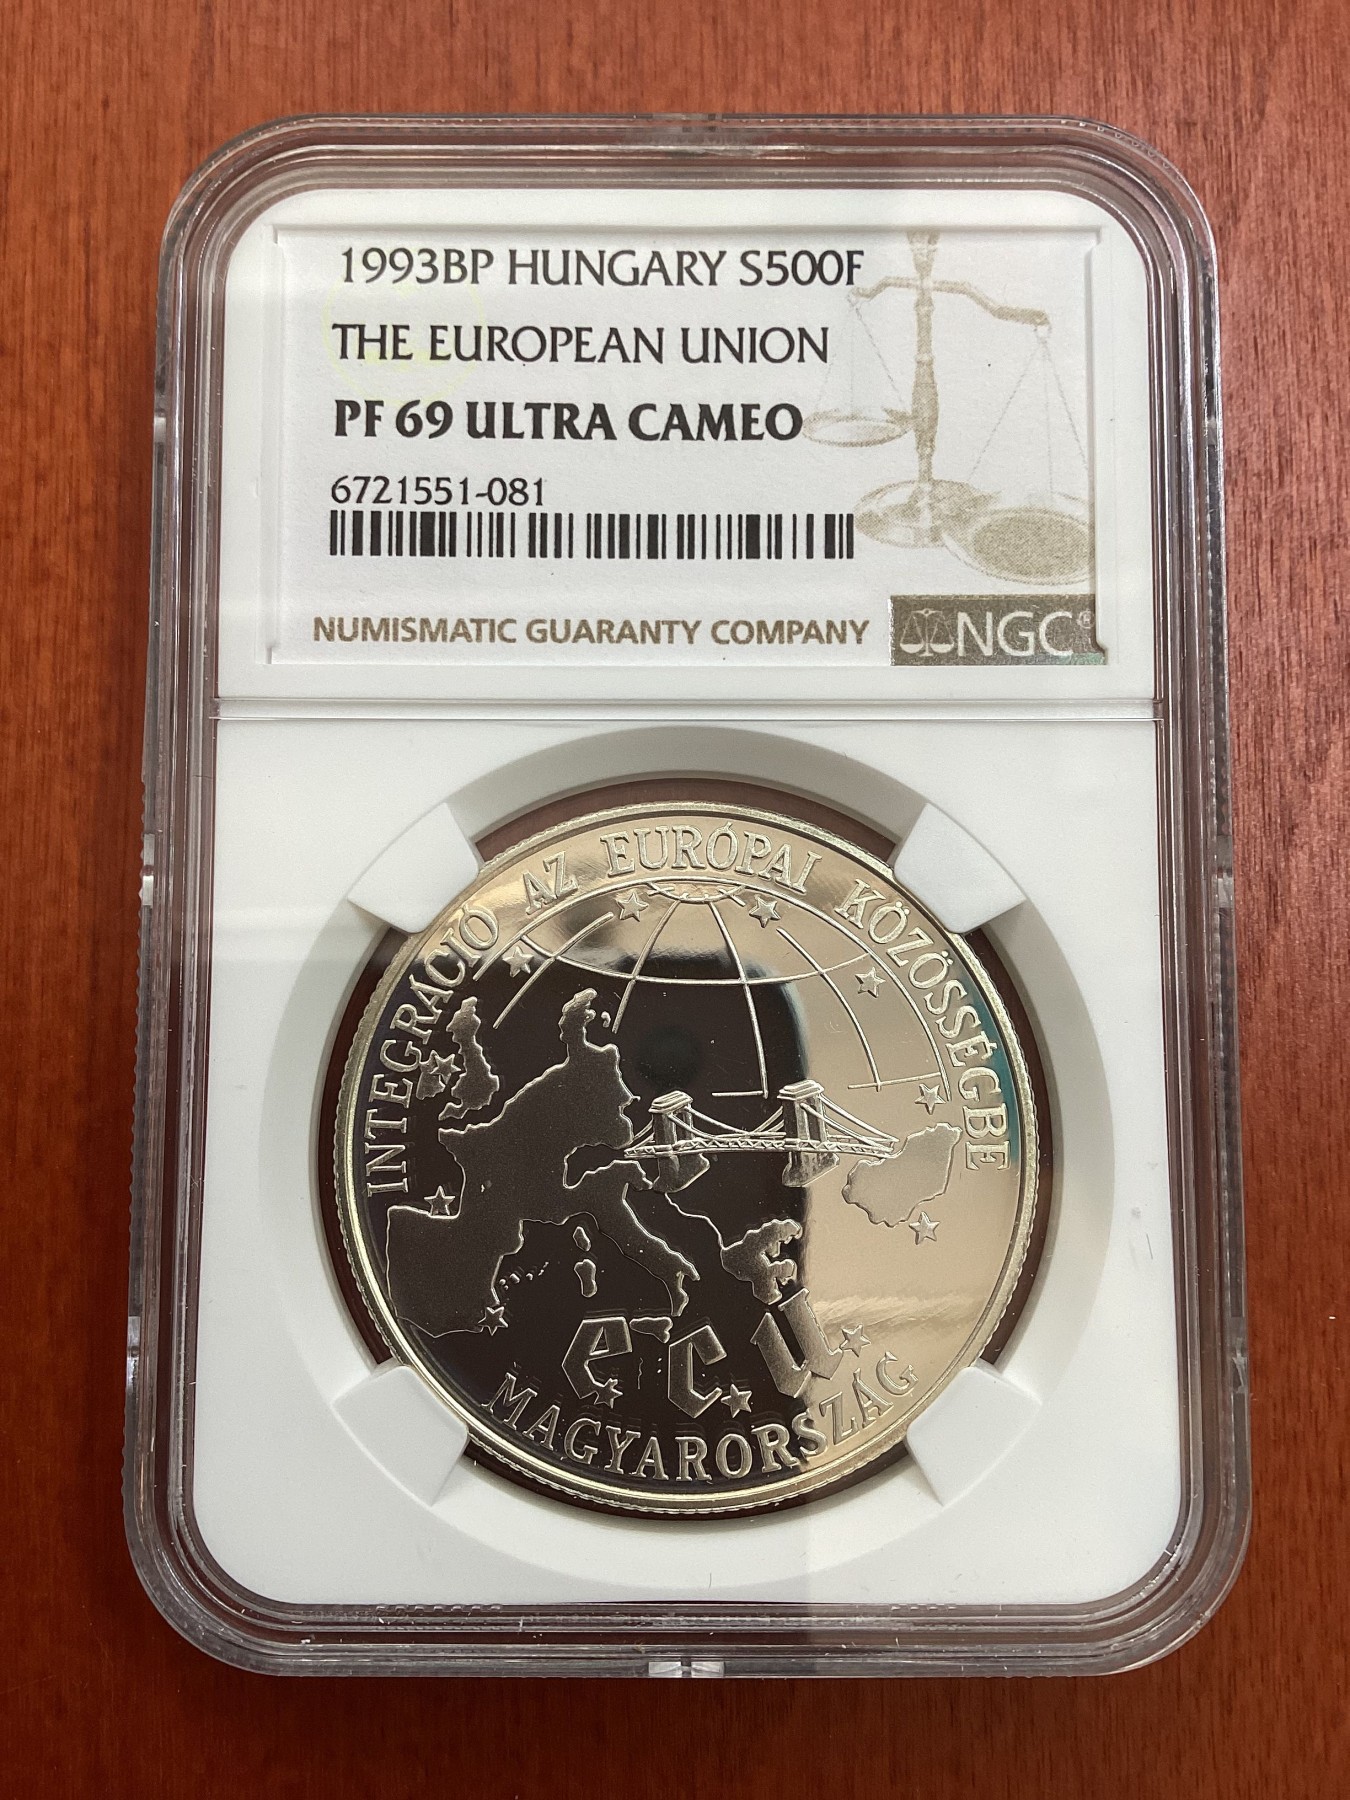 1993BP HUNGARY S500F
THE EUROPEAN UNION
PF 69 ULTRA CAMEO
6721551-081
NUMISMATIC GUARANTY COMPANY
NGC®
INTEGRÁCIÓ AZ EURÓPAI KÖZÖSSÉGBE
ecu
MAGYARORSZÁG